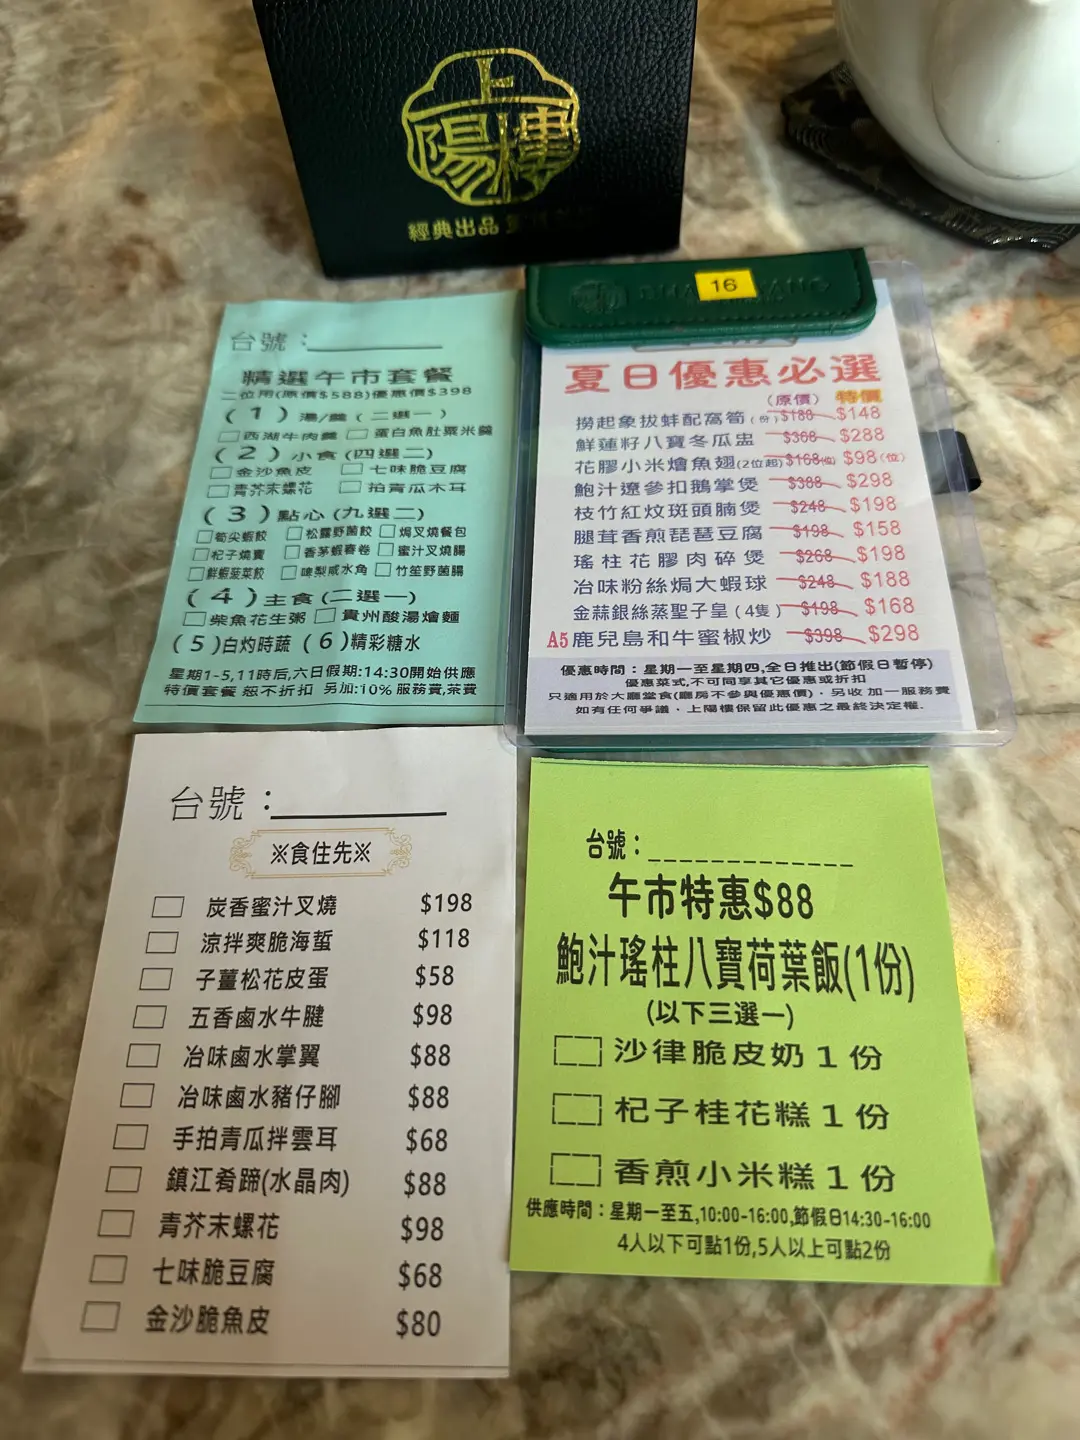 上
陽樓
經典出品
16
台號：
精選午市套餐
二位用(原價$588)優惠價$398
(1)湯/羹(二選一)
西湖牛肉羹 蛋白魚肚粟米羹
(2)小食(四選二)
金沙魚皮 七味脆豆腐
青芥末螺花 拍青瓜木耳
(3)點心(九選二)
筍尖蝦餃 松露野菌餃 焗叉燒餐包
杞子燒賣 香茅蝦春卷 蜜汁叉燒腸
鮮蝦菠菜餃 啤梨咸水角 竹笙野菌腸
(4)主食(二選一)
柴魚花生粥 貴州酸湯燴麵
(5)白灼時蔬 (6)精彩糖水
星期1-5,11時后,六日假期:14:30開始供應
特價套餐 恕不折扣 另加:10%服務費,茶費
夏日優惠必選
(原價) 特價
撈起象拔蚌配窩筍(份) $180 $148
鮮蓮籽八寶冬瓜盅 $368 $288
花膠小米燴魚翅(2位起) $168(位) $98(位)
鮑汁遼參扣鵝掌煲 $388 $298
枝竹紅炆斑頭腩煲 $248 $198
腿茸香煎琵琶豆腐 $198 $158
瑤柱花膠肉碎煲 $268 $198
冶味粉絲焗大蝦球 $248 $188
金蒜銀絲蒸聖子皇(4隻) $198 $168
A5鹿兒島和牛蜜椒炒 $398 $298
優惠時間：星期一至星期四,全日推出(節假日暫停)
優惠菜式,不可同享其它優惠或折扣
只適用於大廳堂食(廳房不參與優惠價)，另收加一服務費
如有任何爭議，上陽樓保留此優惠之最終決定權.
台號：
※食住先※
炭香蜜汁叉燒 $198
涼拌爽脆海蜇 $118
子薑松花皮蛋 $58
五香鹵水牛腱 $98
冶味鹵水掌翼 $88
冶味鹵水豬仔腳 $88
手拍青瓜拌雲耳 $68
鎮江肴蹄(水晶肉) $88
青芥末螺花 $98
七味脆豆腐 $68
金沙脆魚皮 $80
台號：
午市特惠$88
鮑汁瑤柱八寶荷葉飯(1份)
(以下三選一)
沙律脆皮奶1份
杞子桂花糕1份
香煎小米糕1份
供應時間：星期一至五,10:00-16:00,節假日14:30-16:00
4人以下可點1份,5人以上可點2份